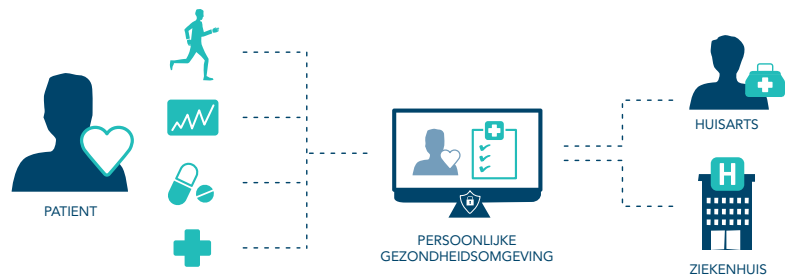 PATIENT
PERSOONLIJKE
GEZONDHEIDSOMGEVING
HUISARTS
H
ZIEKENHUIS